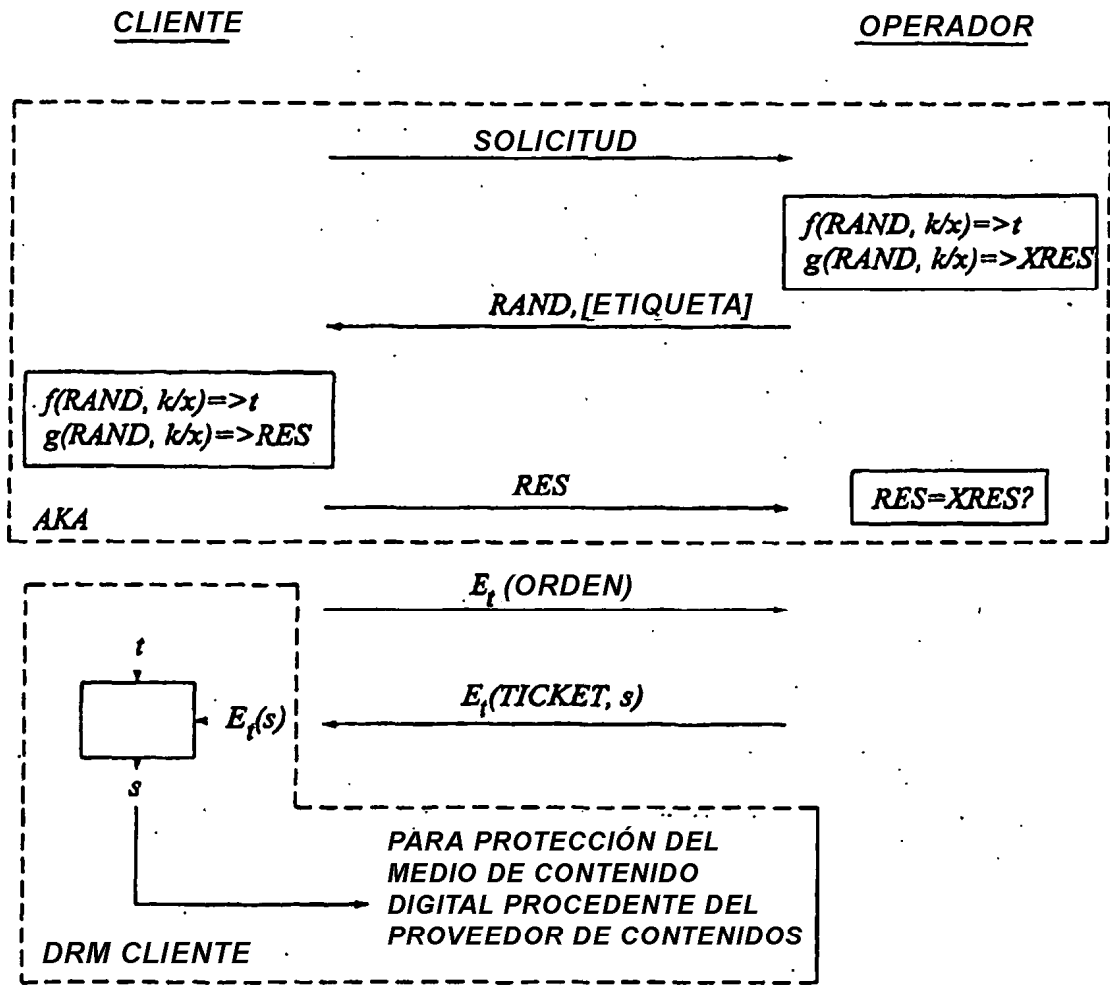 CLIENTE
OPERADOR
SOLICITUD
f(RAND, k/x)=>t
g(RAND, k/x)=>XRES
RAND, [ETIQUETA]
f(RAND, k/x)=>t
g(RAND, k/x)=>RES
RES
RES=XRES?
AKA
E_t (ORDEN)
t
E_t(TICKET, s)
E_t(s)
s
PARA PROTECCIÓN DEL
MEDIO DE CONTENIDO
DIGITAL PROCEDENTE DEL
PROVEEDOR DE CONTENIDOS
DRM CLIENTE